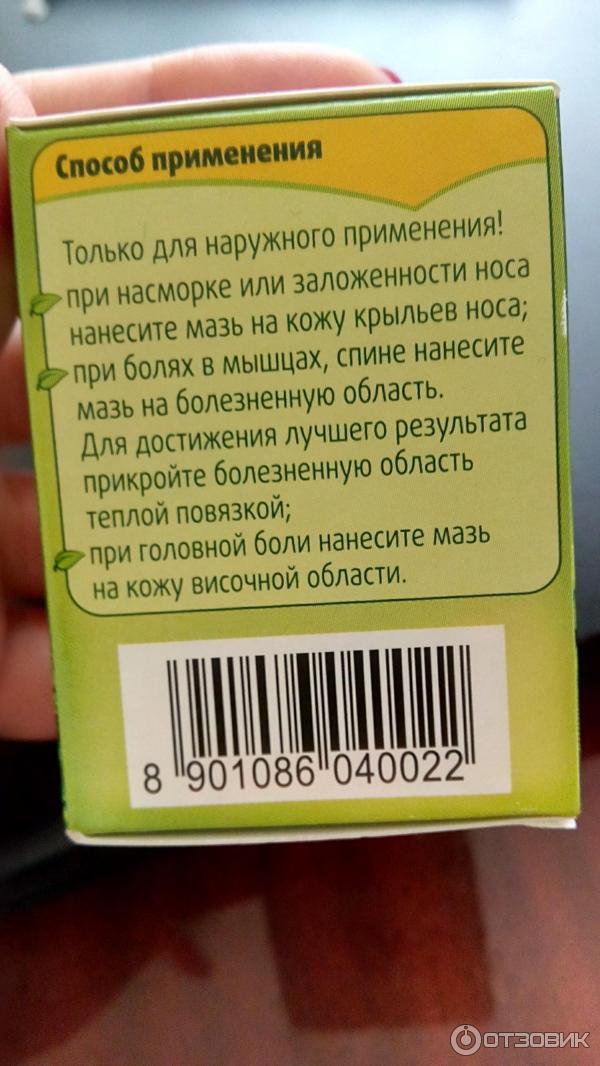 Способ применения
Только для наружного применения!
при насморке или заложенности носа
нанесите мазь на кожу крыльев носа;
при болях в мышцах, спине нанесите
мазь на болезненную область.
Для достижения лучшего результата
прикройте болезненную область
теплой повязкой;
при головной боли нанесите мазь
на кожу височной области.
8 901086 040022
ОТЗОВИК